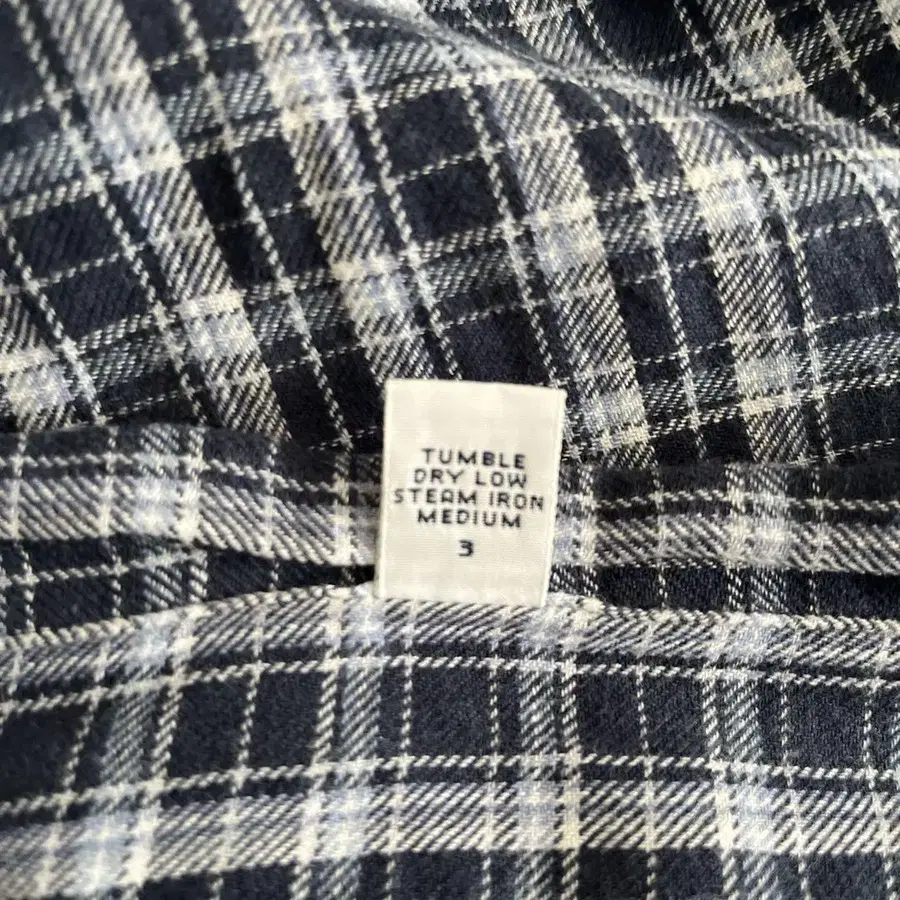 TUMBLE
DRY LOW
STEAM IRON
MEDIUM
3